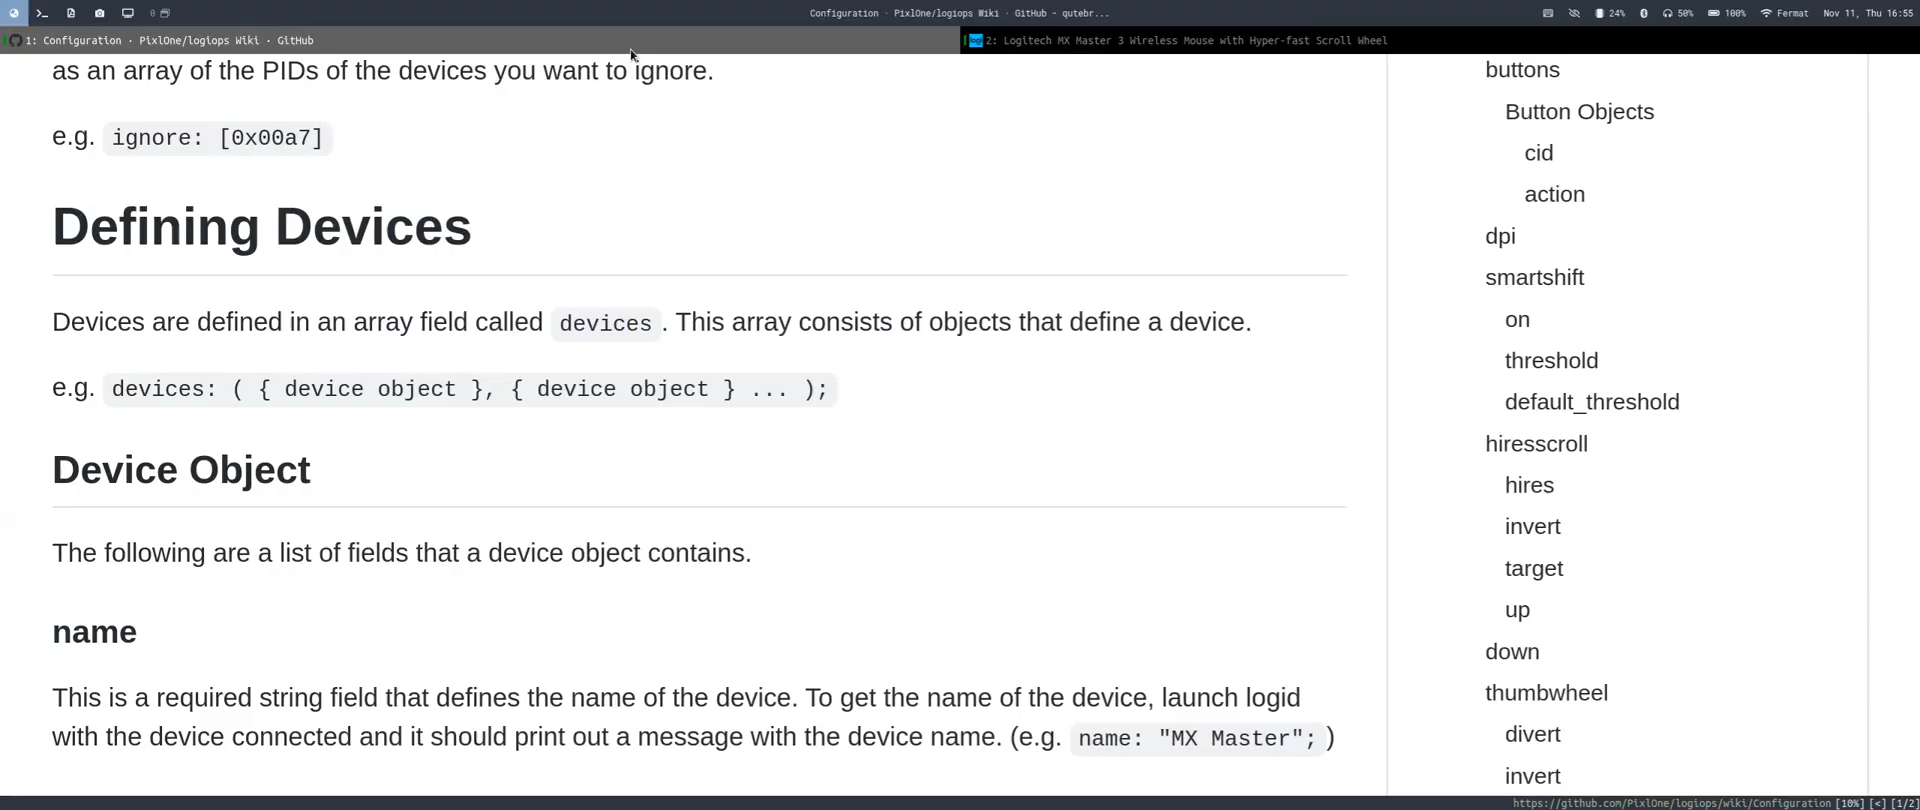 0
Configuration · PixlOne/logiops Wiki · GitHub - qutebr...
24%
50%
100%
Fermat
Nov 11, Thu 16:55
1: Configuration · PixlOne/logiops Wiki · GitHub
2: Logitech MX Master 3 Wireless Mouse with Hyper-fast Scroll Wheel
as an array of the PIDs of the devices you want to ignore.
e.g. ignore: [0x00a7]
Defining Devices
Devices are defined in an array field called devices. This array consists of objects that define a device.
e.g. devices: ( { device object }, { device object } ... );
Device Object
The following are a list of fields that a device object contains.
name
This is a required string field that defines the name of the device. To get the name of the device, launch logid
with the device connected and it should print out a message with the device name. (e.g. name: "MX Master"; )
buttons
Button Objects
cid
action
dpi
smartshift
on
threshold
default_threshold
hiresscroll
hires
invert
target
up
down
thumbwheel
divert
invert
https://github.com/PixlOne/logiops/wiki/Configuration [10%] [<] [1/2]